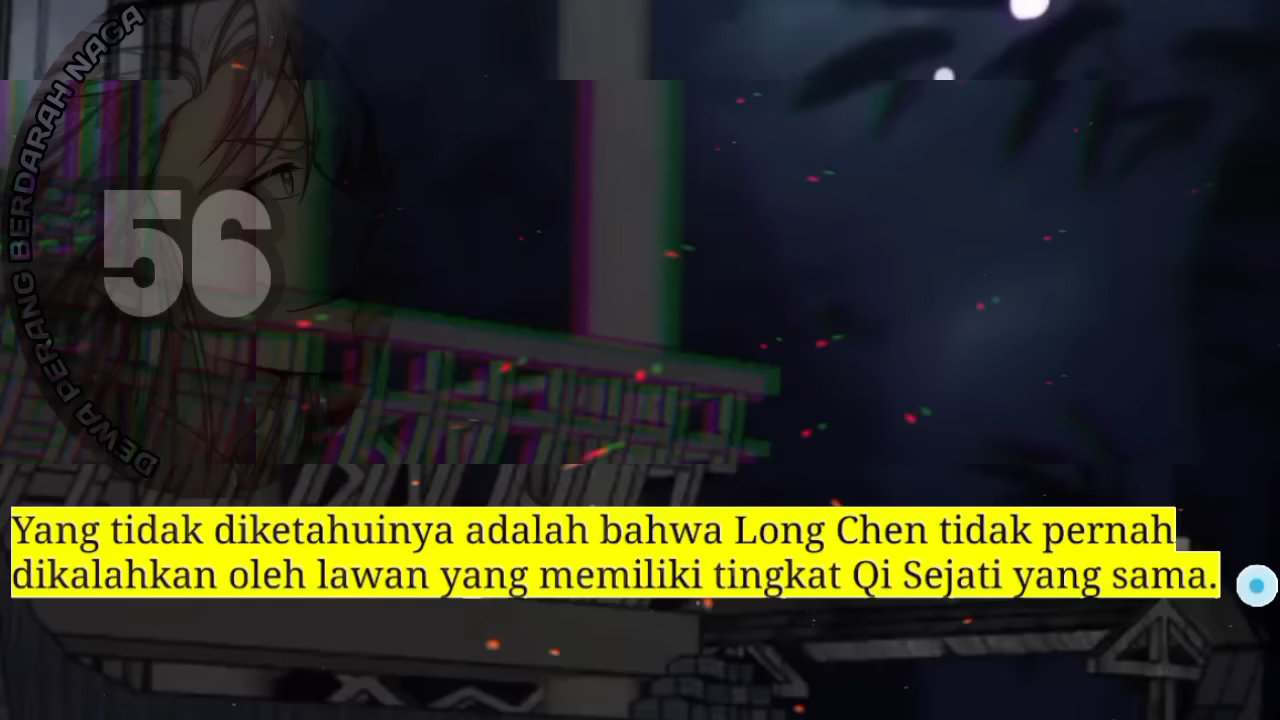 DEWA PERANG BERDARAH NAGA
56
Yang tidak diketahuinya adalah bahwa Long Chen tidak pernah
dikalahkan oleh lawan yang memiliki tingkat Qi Sejati yang sama.